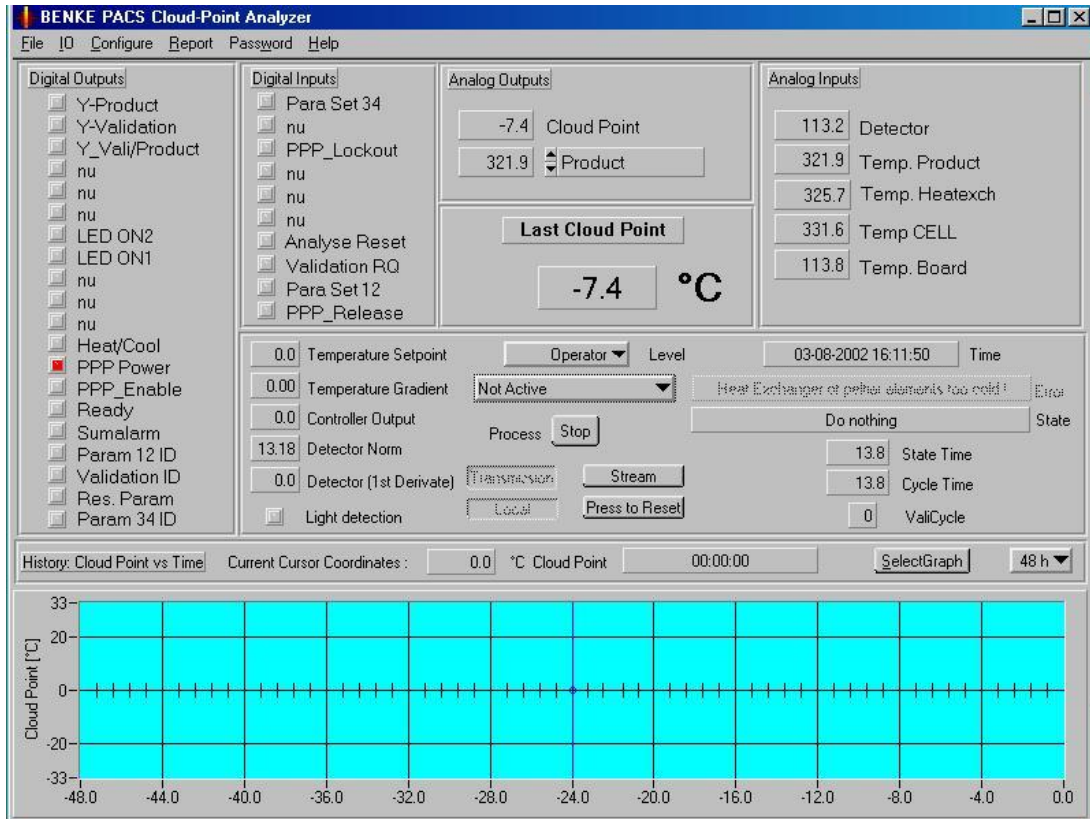 BENKE PACS Cloud-Point Analyzer
File IO Configure Report Password Help
Digital Outputs
Y-Product
Y-Validation
Y_Vali/Product
nu
nu
nu
LED ON2
LED ON1
nu
nu
nu
Heat/Cool
PPP Power
PPP_Enable
Ready
Sumalarm
Param 12 ID
Validation ID
Res. Param
Param 34 ID
Digital Inputs
Para Set 34
nu
PPP_Lockout
nu
nu
nu
Analyse Reset
Validation RQ
Para Set 12
PPP_Release
Analog Outputs
-7.4 Cloud Point
321.9 Product
Last Cloud Point
-7.4 °C
Analog Inputs
113.2 Detector
321.9 Temp. Product
325.7 Temp. Heatexch
331.6 Temp CELL
113.8 Temp. Board
0.0 Temperature Setpoint
0.00 Temperature Gradient
0.0 Controller Output
13.18 Detector Norm
0.0 Detector (1st Derivate)
Light detection
Operator Level
Not Active
Process Stop
Transmission Stream
Local Press to Reset
03-08-2002 16:11:50 Time
Heat Exchanger of pelher elements too cold ! Error
Do nothing State
13.8 State Time
13.8 Cycle Time
0 ValiCycle
History: Cloud Point vs Time Current Cursor Coordinates : 0.0 °C Cloud Point 00:00:00 SelectGraph 48 h
Cloud Point [°C]
33
20
0
-20
-33
-48.0 -44.0 -40.0 -36.0 -32.0 -28.0 -24.0 -20.0 -16.0 -12.0 -8.0 -4.0 0.0